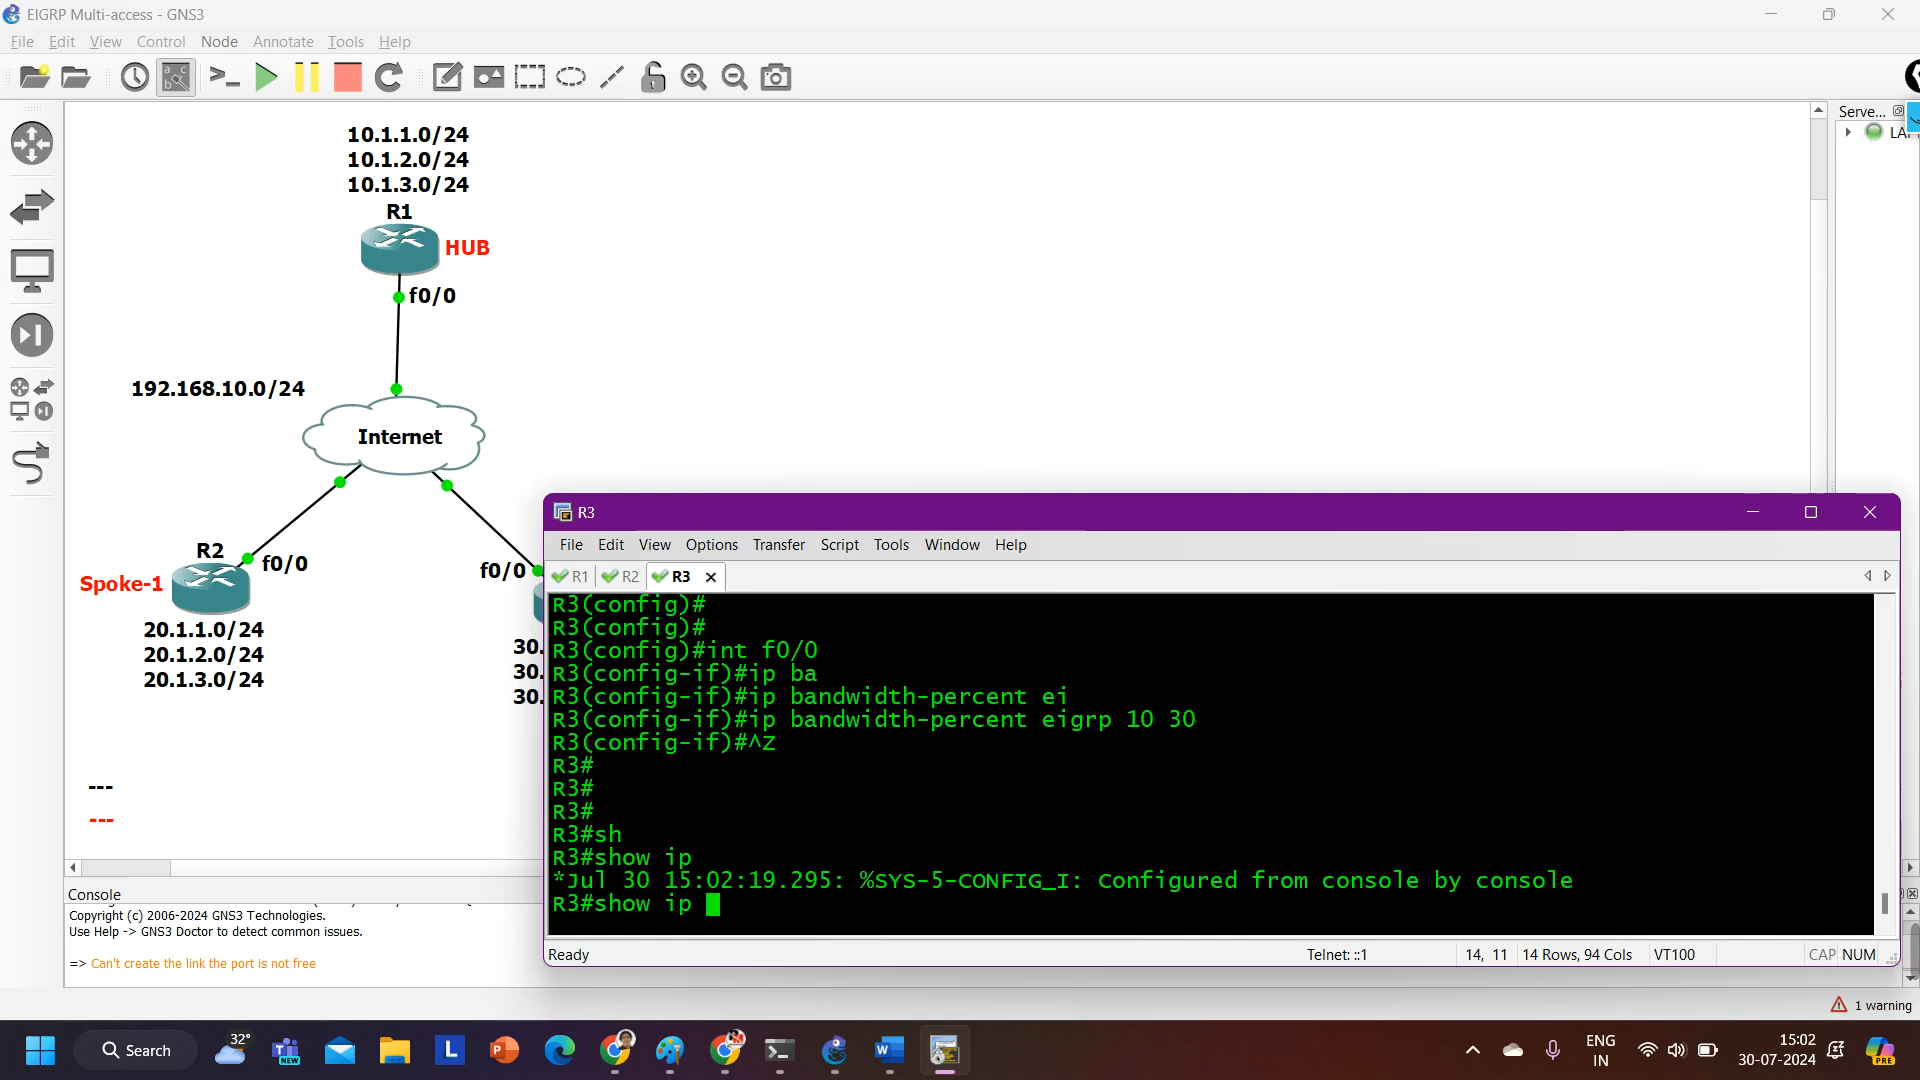 EIGRP Multi-access - GNS3
File Edit View Control Node Annotate Tools Help
10.1.1.0/24
10.1.2.0/24
10.1.3.0/24
R1
HUB
f0/0
192.168.10.0/24
Internet
R2
f0/0
Spoke-1
20.1.1.0/24
20.1.2.0/24
20.1.3.0/24
f0/0
30.
30.
30.
---
---
Serve...
LAP
Console
Copyright (c) 2006-2024 GNS3 Technologies.
Use Help -> GNS3 Doctor to detect common issues.
=> Can't create the link the port is not free
R3
File Edit View Options Transfer Script Tools Window Help
R1 R2 R3
R3(config)#
R3(config)#
R3(config)#int f0/0
R3(config-if)#ip ba
R3(config-if)#ip bandwidth-percent ei
R3(config-if)#ip bandwidth-percent eigrp 10 30
R3(config-if)#^Z
R3#
R3#
R3#
R3#sh
R3#show ip
*Jul 30 15:02:19.295: %SYS-5-CONFIG_I: Configured from console by console
R3#show ip
Ready Telnet: ::1 14, 11 14 Rows, 94 Cols VT100 CAP NUM
1 warning
Search
32°
ENG
IN
15:02
30-07-2024